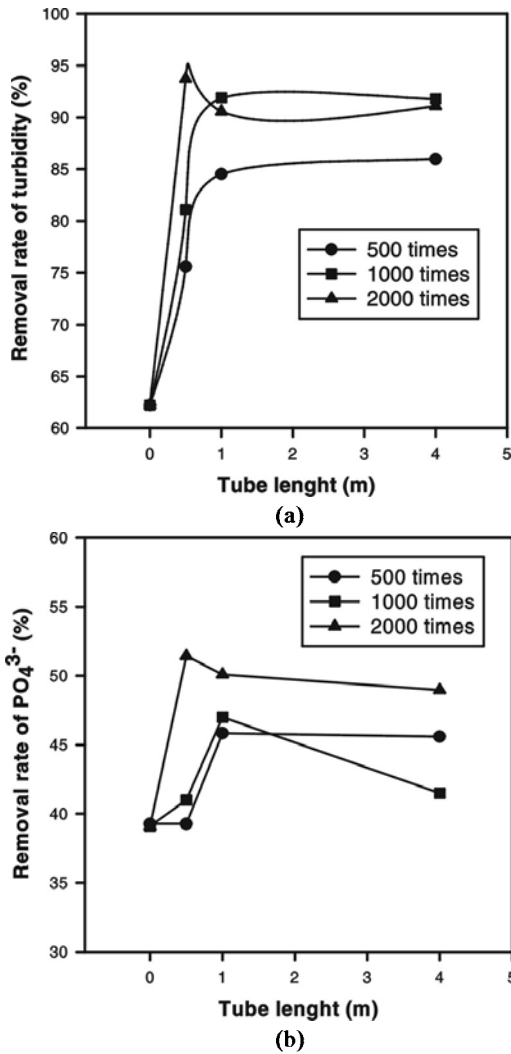 100
95
90
85
80
75
70
65
60
Removal rate of turbidity (%)
500 times
1000 times
2000 times
0 1 2 3 4 5
Tube lenght (m)
(a)
60
55
50
45
40
35
30
Removal rate of PO₄³⁻ (%)
500 times
1000 times
2000 times
0 1 2 3 4 5
Tube lenght (m)
(b)